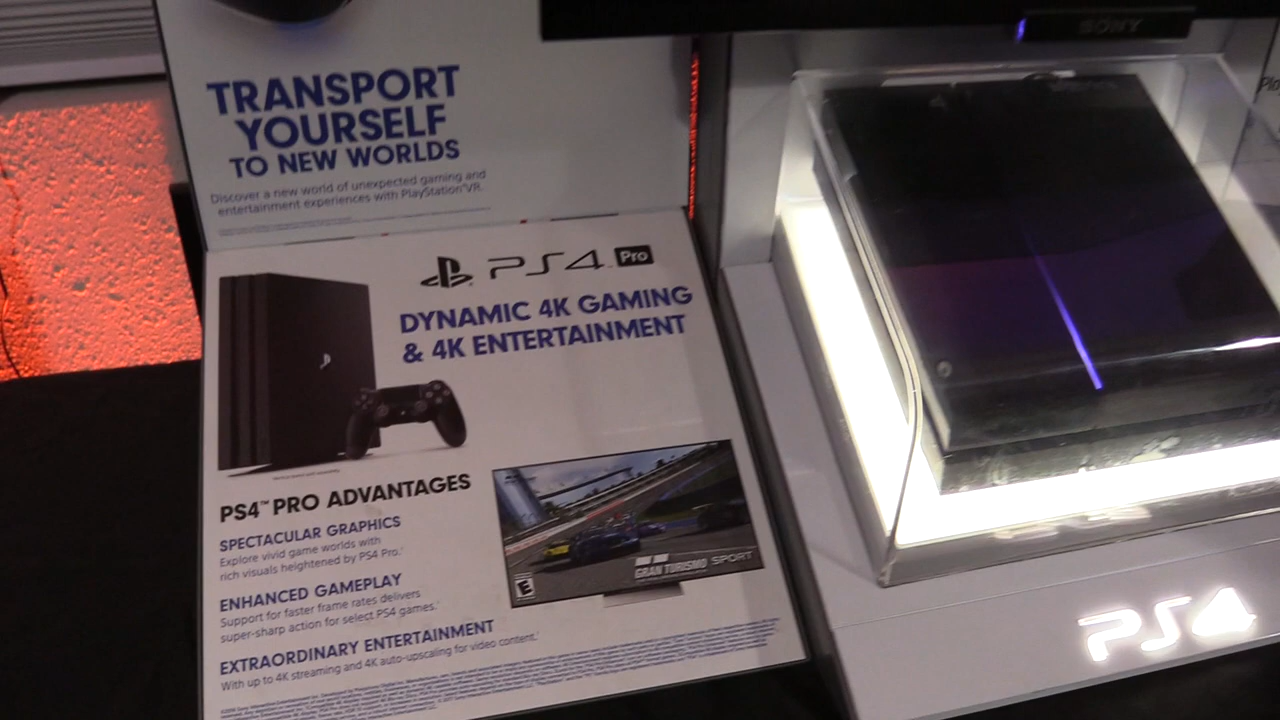 SONY
TRANSPORT
YOURSELF
TO NEW WORLDS
Discover a new world of unexpected gaming and
entertainment experiences with PlayStation®VR.
PS4™ Pro
DYNAMIC 4K GAMING
& 4K ENTERTAINMENT
PS4™ PRO ADVANTAGES
SPECTACULAR GRAPHICS
Explore vivid game worlds with
rich visuals heightened by PS4 Pro.
ENHANCED GAMEPLAY
Support for faster frame rates delivers
super-sharp action for select PS4 games.
EXTRAORDINARY ENTERTAINMENT
With up to 4K streaming and 4K auto-upscaling for video content.
E
GRAN TURISMO SPORT
PS4